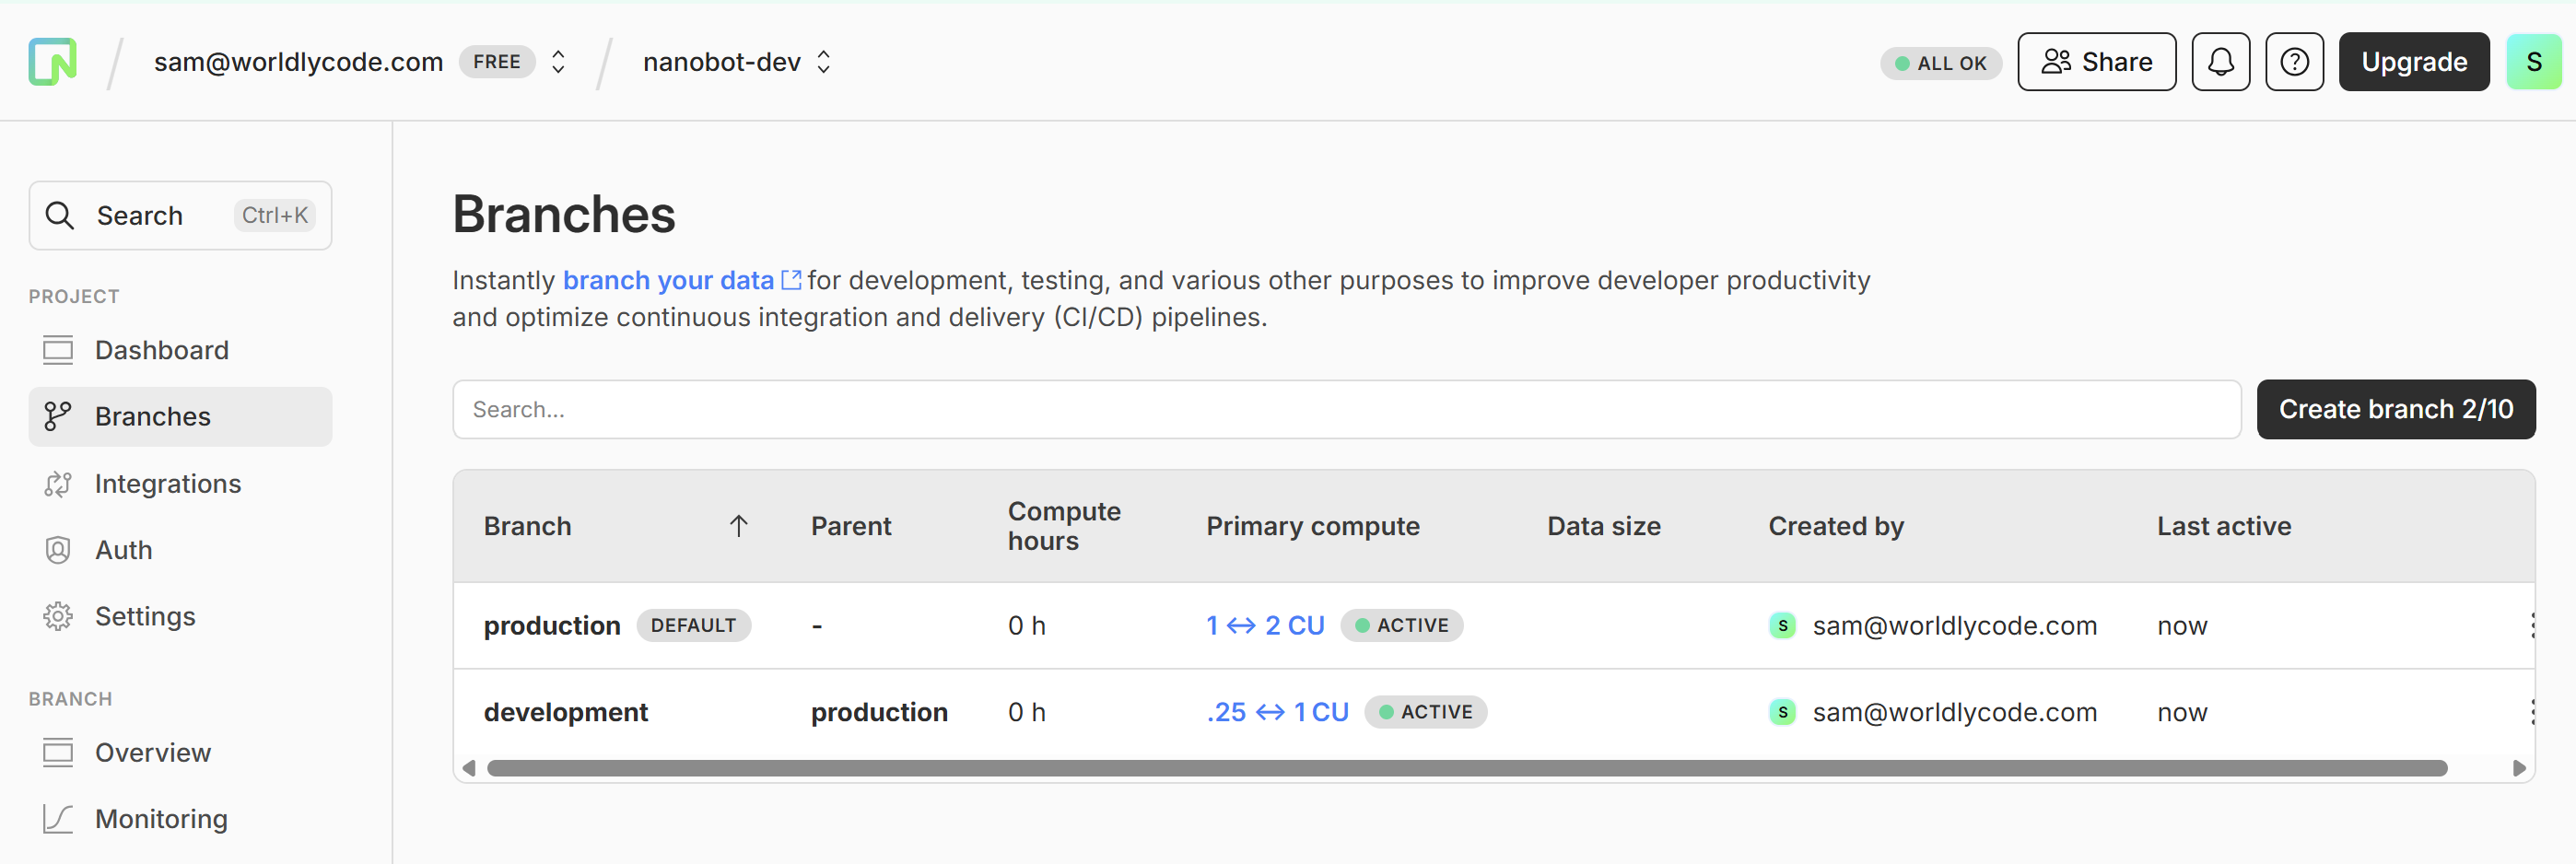 sam@worldlycode.com FREE nanobot-dev ALL OK Share Upgrade S
Search Ctrl+K
PROJECT
Dashboard
Branches
Integrations
Auth
Settings
BRANCH
Overview
Monitoring
Branches
Instantly branch your data for development, testing, and various other purposes to improve developer productivity
and optimize continuous integration and delivery (CI/CD) pipelines.
Search... Create branch 2/10
Branch Parent Compute hours Primary compute Data size Created by Last active
production DEFAULT - 0 h 1 ↔ 2 CU ACTIVE S sam@worldlycode.com now
development production 0 h .25 ↔ 1 CU ACTIVE S sam@worldlycode.com now